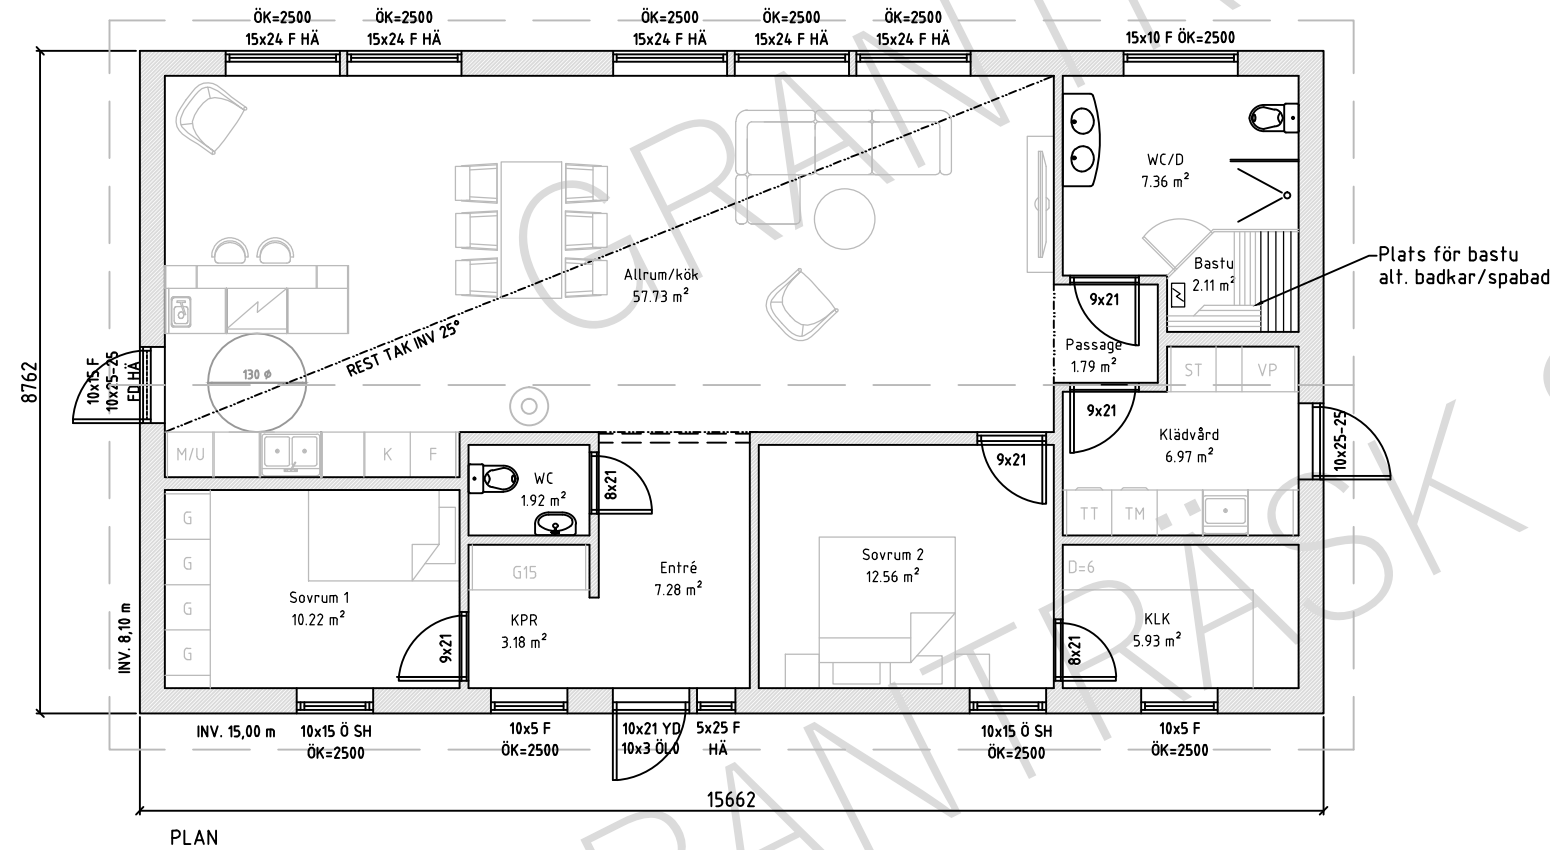 ÖK=2500
15x24 F HÄ
ÖK=2500
15x24 F HÄ
ÖK=2500
15x24 F HÄ
ÖK=2500
15x24 F HÄ
ÖK=2500
15x24 F HÄ
15x10 F ÖK=2500
WC/D
7.36 m²
Bastu
2.11 m²
Plats för bastu
alt. badkar/spabad
Allrum/kök
57.73 m²
REST TAK INV 25°
9x21
Passage
1.79 m²
130 ø
10x15 F
10x25-25
FD HÄ
8762
ST
VP
9x21
Klädvård
6.97 m²
10x25-25
M/U
K
F
WC
1.92 m²
8x21
9x21
TT
TM
G
G
G
G
Sovrum 1
10.22 m²
9x21
G15
KPR
3.18 m²
Entré
7.28 m²
Sovrum 2
12.56 m²
D=6
KLK
5.93 m²
8x21
INV. 8,10 m
INV. 15,00 m
10x15 Ö SH
ÖK=2500
10x5 F
ÖK=2500
10x21 YD
10x3 ÖL0
5x25 F
HÄ
10x15 Ö SH
ÖK=2500
10x5 F
ÖK=2500
15662
PLAN
GRANTRÄSK